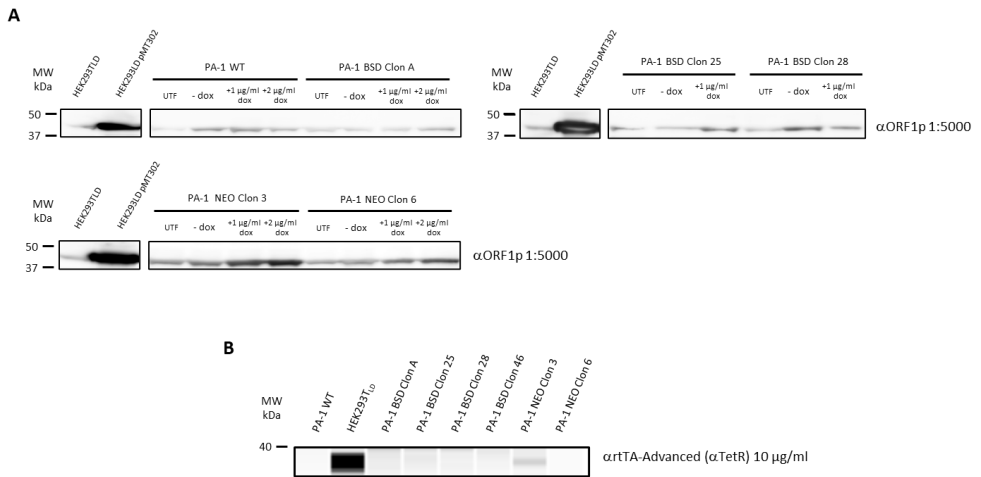 A
MW
kDa
HEK293TLD
HEK293LD pMT302
PA-1 WT
PA-1 BSD Clon A
UTF
- dox
+1 µg/ml
dox
+2 µg/ml
dox
UTF
- dox
+1 µg/ml
dox
+2 µg/ml
dox
50
37
HEK293TLD
HEK293LD pMT302
MW
kDa
PA-1 BSD Clon 25
PA-1 BSD Clon 28
UTF
- dox
+1 µg/ml
dox
UTF
- dox
+1 µg/ml
dox
50
37
αORF1p 1:5000
HEK293TLD
HEK293LD pMT302
MW
kDa
PA-1 NEO Clon 3
PA-1 NEO Clon 6
UTF
- dox
+1 µg/ml
dox
+2 µg/ml
dox
UTF
- dox
+1 µg/ml
dox
+2 µg/ml
dox
50
37
αORF1p 1:5000
B
MW
kDa
PA-1 WT
HEK293TLD
PA-1 BSD Clon A
PA-1 BSD Clon 25
PA-1 BSD Clon 28
PA-1 BSD Clon 46
PA-1 NEO Clon 3
PA-1 NEO Clon 6
40
αrtTA-Advanced (αTetR) 10 µg/ml